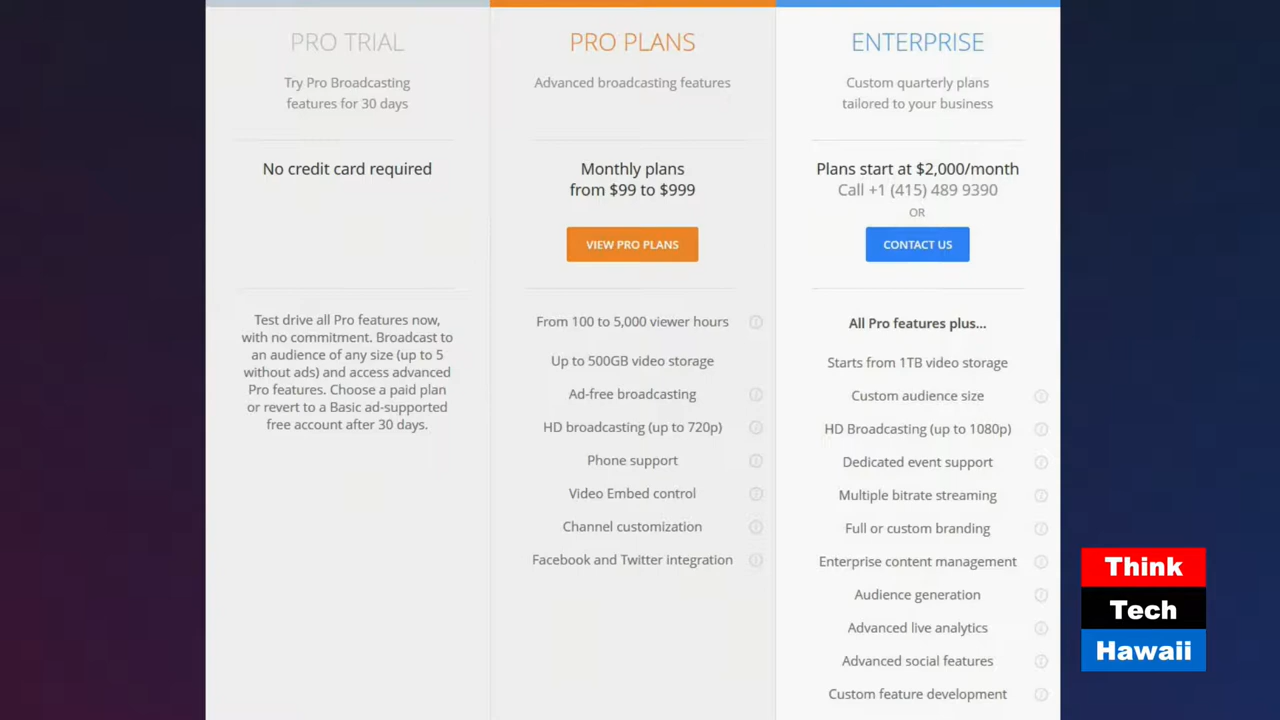 PRO TRIAL
Try Pro Broadcasting
features for 30 days
No credit card required
Test drive all Pro features now,
with no commitment. Broadcast to
an audience of any size (up to 5
without ads) and access advanced
Pro features. Choose a paid plan
or revert to a Basic ad-supported
free account after 30 days.
PRO PLANS
Advanced broadcasting features
Monthly plans
from $99 to $999
VIEW PRO PLANS
From 100 to 5,000 viewer hours
Up to 500GB video storage
Ad-free broadcasting
HD broadcasting (up to 720p)
Phone support
Video Embed control
Channel customization
Facebook and Twitter integration
ENTERPRISE
Custom quarterly plans
tailored to your business
Plans start at $2,000/month
Call +1 (415) 489 9390
OR
CONTACT US
All Pro features plus...
Starts from 1TB video storage
Custom audience size
HD Broadcasting (up to 1080p)
Dedicated event support
Multiple bitrate streaming
Full or custom branding
Enterprise content management
Audience generation
Advanced live analytics
Advanced social features
Custom feature development
Think
Tech
Hawaii